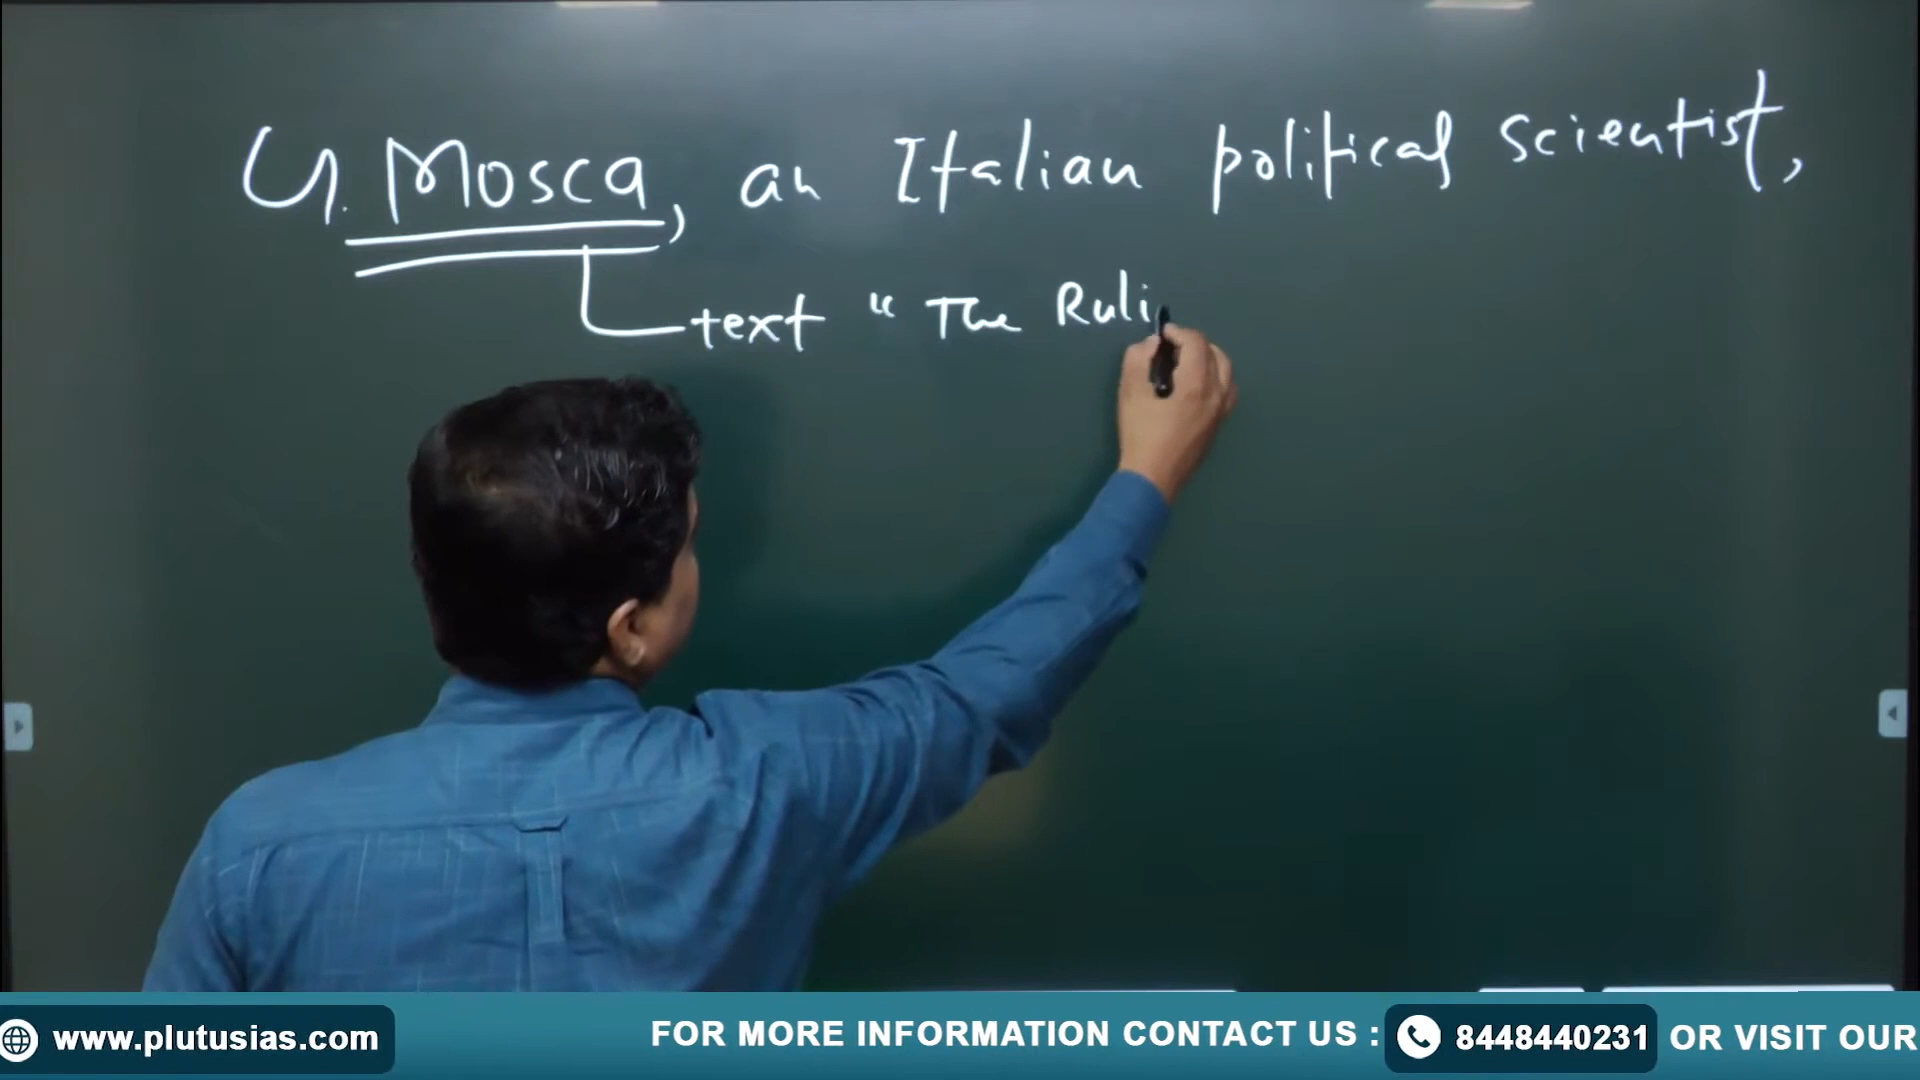 G. Mosca, an Italian political scientist,
text " The Ruli
www.plutusias.com
FOR MORE INFORMATION CONTACT US : 8448440231 OR VISIT OUR